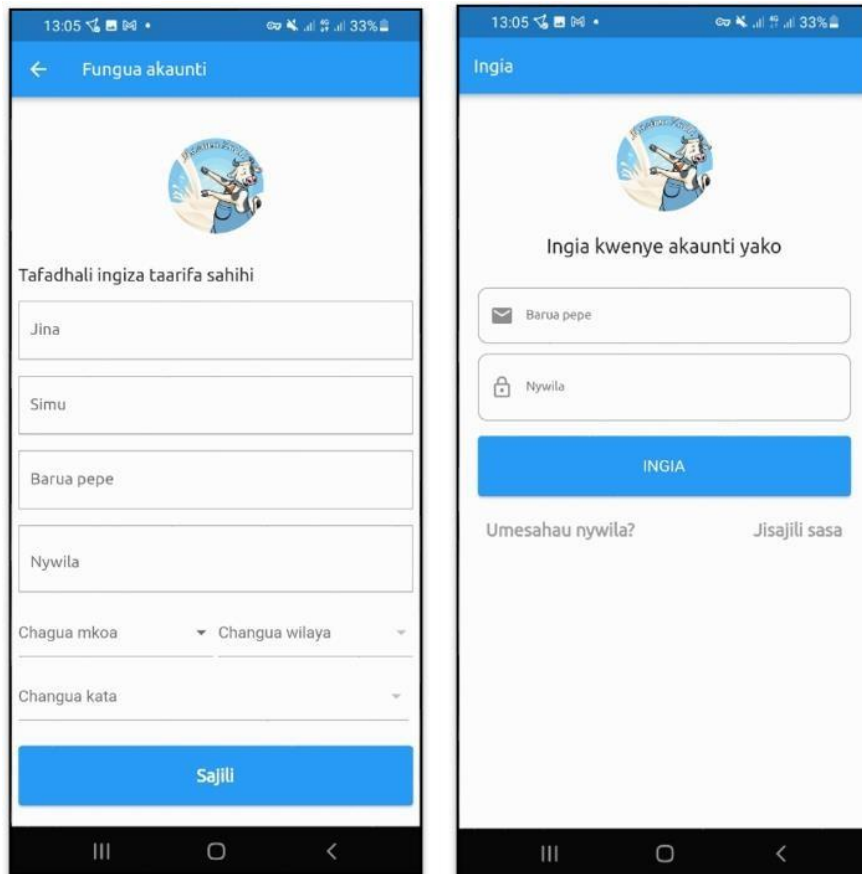 13:05 33%
Fungua akaunti
Tafadhali ingiza taarifa sahihi
Jina
Simu
Barua pepe
Nywila
Chagua mkoa Changua wilaya
Changua kata
Sajili
13:05 33%
Ingia
Ingia kwenye akaunti yako
Barua pepe
Nywila
INGIA
Umesahau nywila? Jisajili sasa